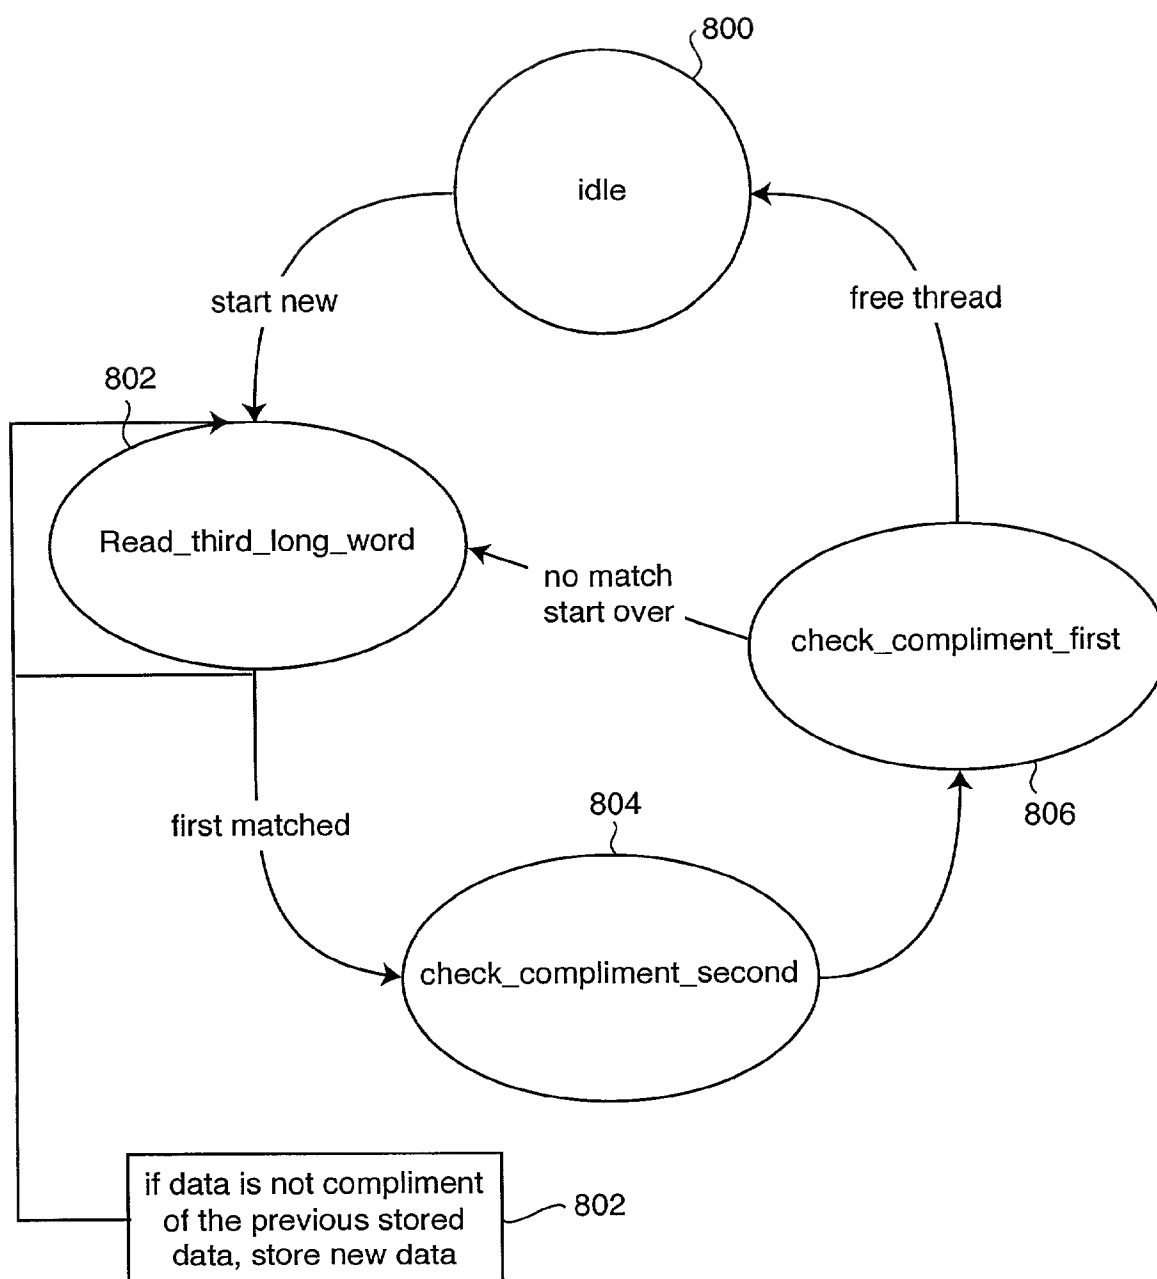 800
idle
start new
free thread
802
Read_third_long_word
no match
start over
check_compliment_first
first matched
804
806
check_compliment_second
if data is not compliment
of the previous stored
data, store new data
802